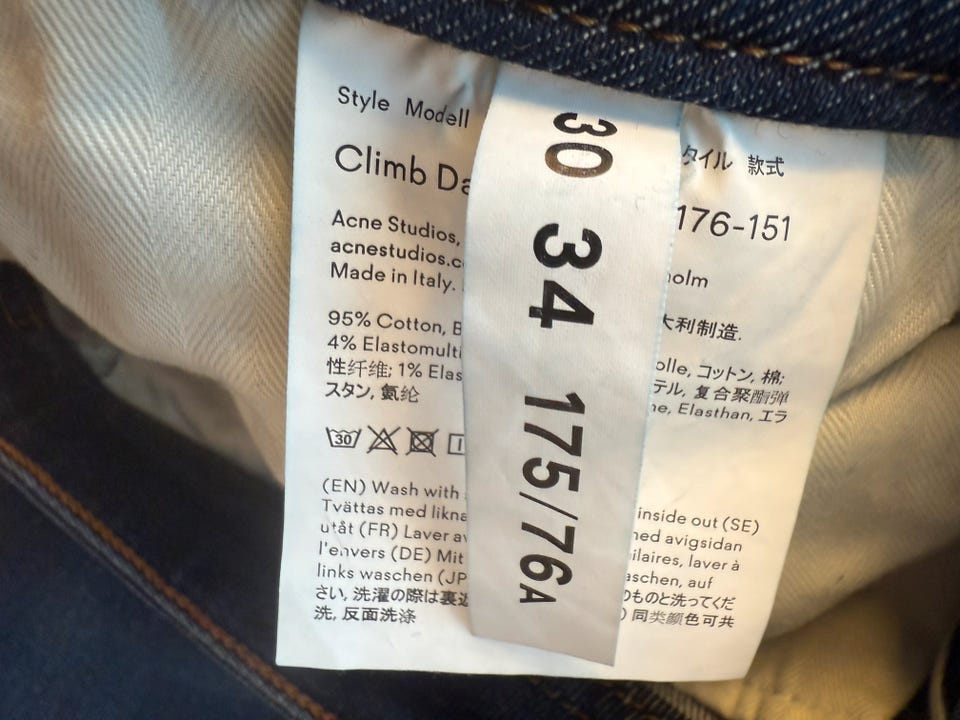 Style Modell
タイル 款式
Climb Da
176-151
Acne Studios,
acnestudios.c
holm
Made in Italy.
大利制造.
95% Cotton, B
olle, コットン, 棉;
4% Elastomulti
テル, 复合聚酯弹
性纤维; 1% Elas
ne, Elasthan, エラ
スタン, 氨纶
30
(EN) Wash with
inside out (SE)
Tvättas med likna
med avigsidan
utåt (FR) Laver av
ilaires, laver à
l'envers (DE) Mit
aschen, auf
links waschen (JP
のものと洗ってくだ
さい, 洗濯の際は裏返
) 同类颜色可共
洗, 反面洗涤
30 34 175/76A